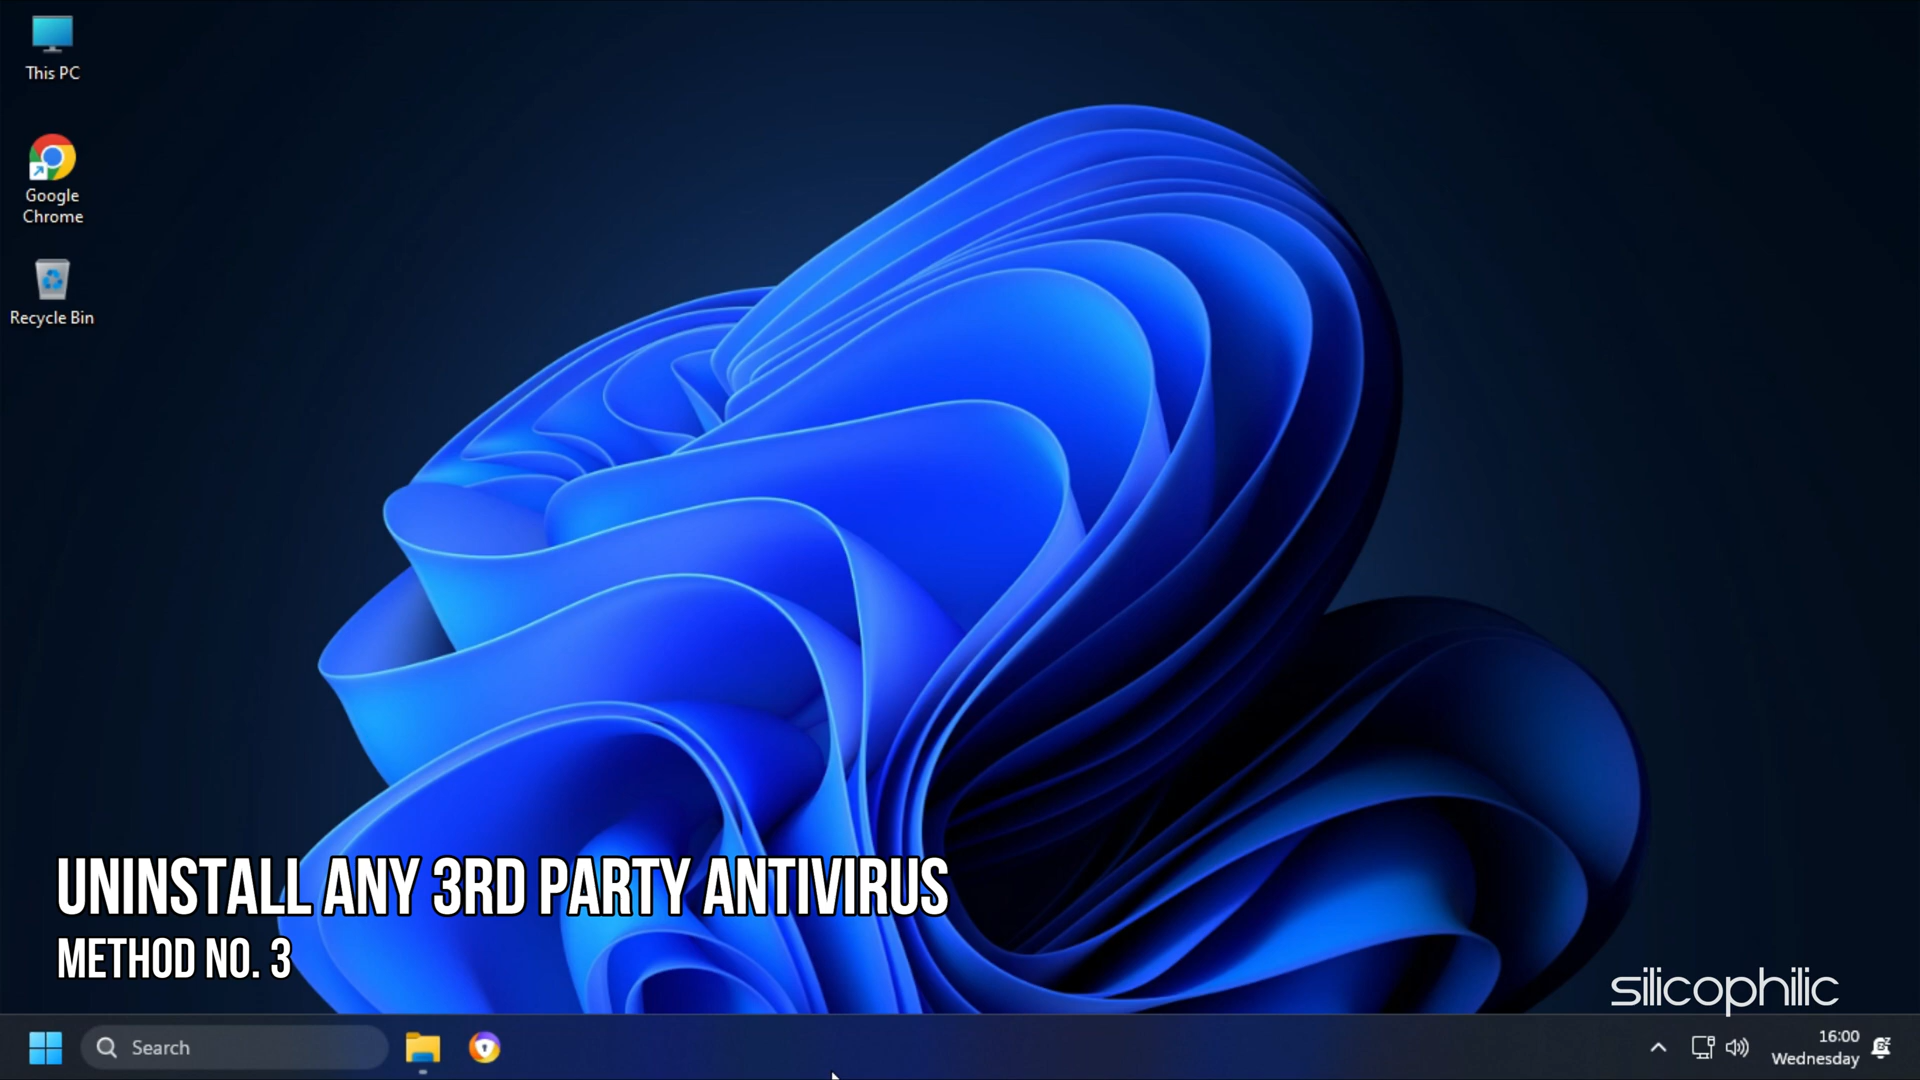 This PC
Google
Chrome
Recycle Bin
UNINSTALL ANY 3RD PARTY ANTIVIRUS
METHOD NO. 3
silicophilic
Search
16:00
Wednesday